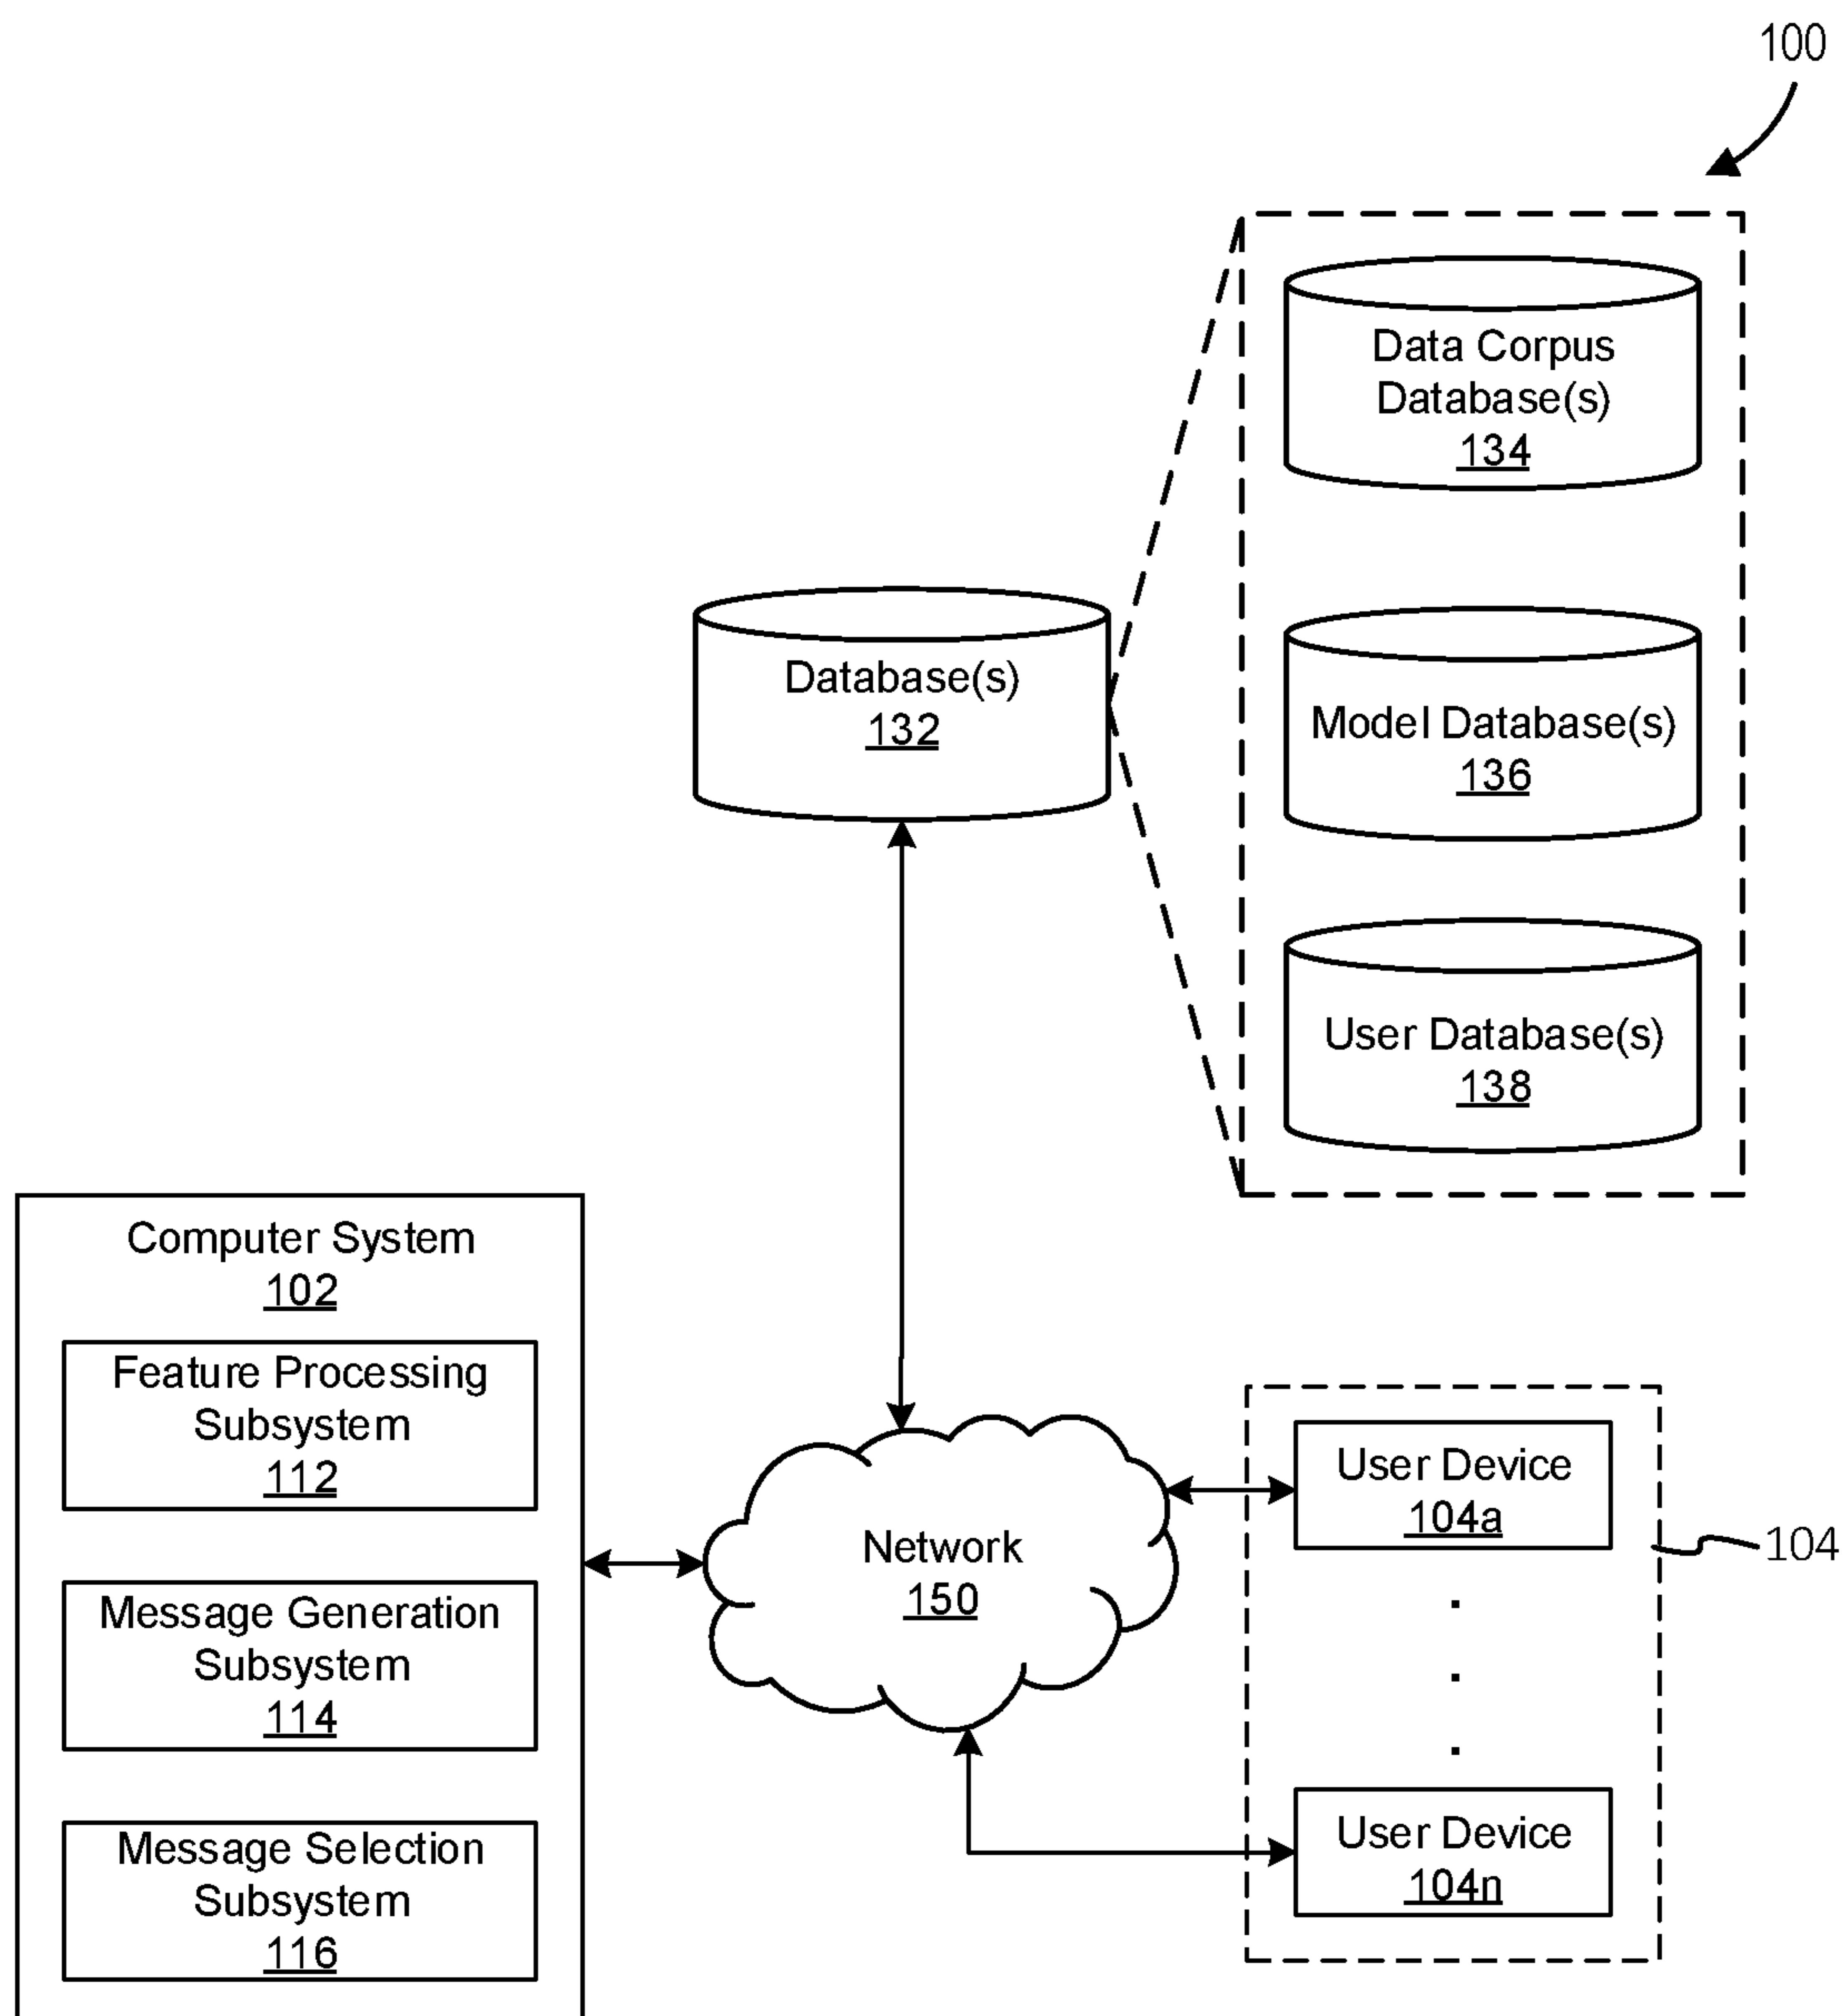 100
Data Corpus
Database(s)
134
Database(s)
132
Model Database(s)
136
User Database(s)
138
Computer System
102
Feature Processing
Subsystem
112
Message Generation
Subsystem
114
Message Selection
Subsystem
116
Network
150
User Device
104a
104
.
.
.
User Device
104n